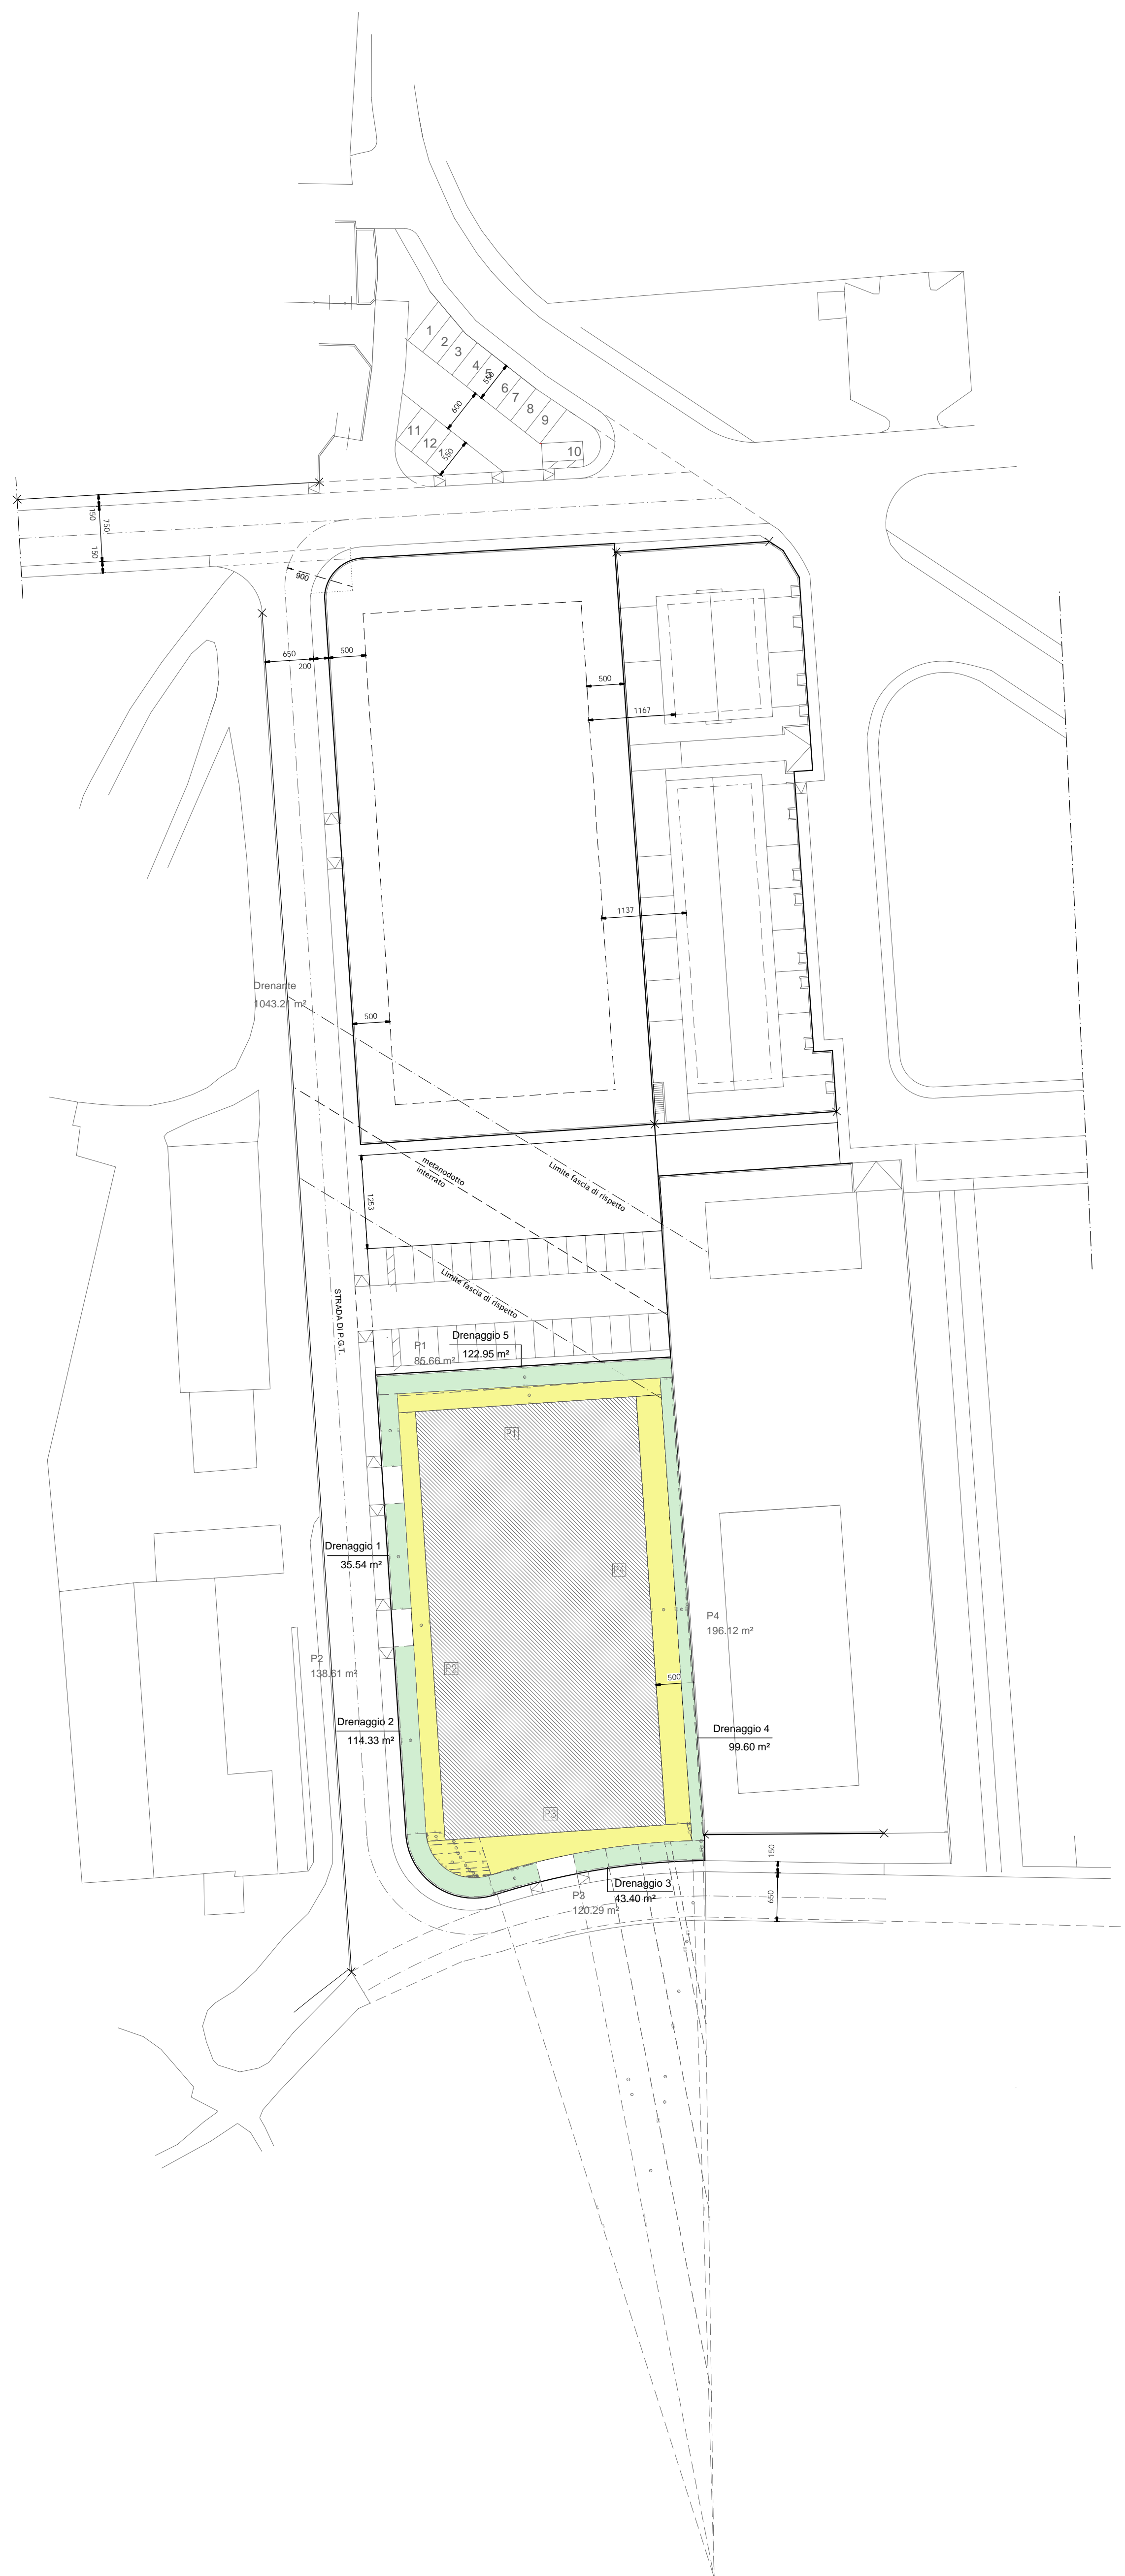 1
2
3
4
5
550
6
7
8
9
10
600
11
12
550
150
750
150
900
650
200
500
500
1167
1137
Drenante
1043.21 m²
500
metanodotto
interrato
Limite fascia di rispetto
1253
Limite fascia di rispetto
STRADA DI P.G.T.
P1
85.66 m²
Drenaggio 5
122.95 m²
P1
Drenaggio 1
35.54 m²
P4
P4
196.12 m²
P2
138.61 m²
P2
500
Drenaggio 2
114.33 m²
Drenaggio 4
99.60 m²
P3
150
650
Drenaggio 3
43.40 m²
P3
120.29 m²